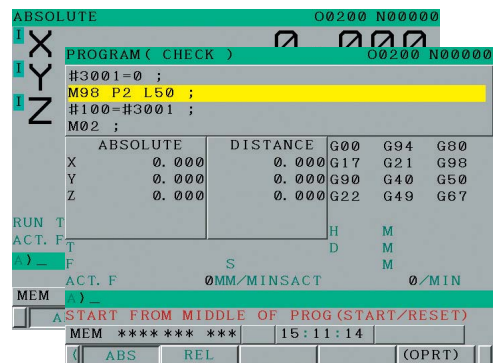 ABSOLUTE O0200 N00000
I X
I Y
I Z
RUN T
ACT. F
A)_
MEM
A
PROGRAM( CHECK ) O0200 N00000
#3001=0 ;
M98 P2 L50 ;
#100=#3001 ;
M02 ;
ABSOLUTE DISTANCE G00 G94 G80
X 0.000 0.000 G17 G21 G98
Y 0.000 0.000 G90 G40 G50
Z 0.000 0.000 G22 G49 G67
H M
T D M
F S M
ACT. F 0MM/MIN SACT 0/MIN
A)_
START FROM MIDDLE OF PROG(START/RESET)
MEM **** *** *** 15:11:14
( ABS REL (OPRT)